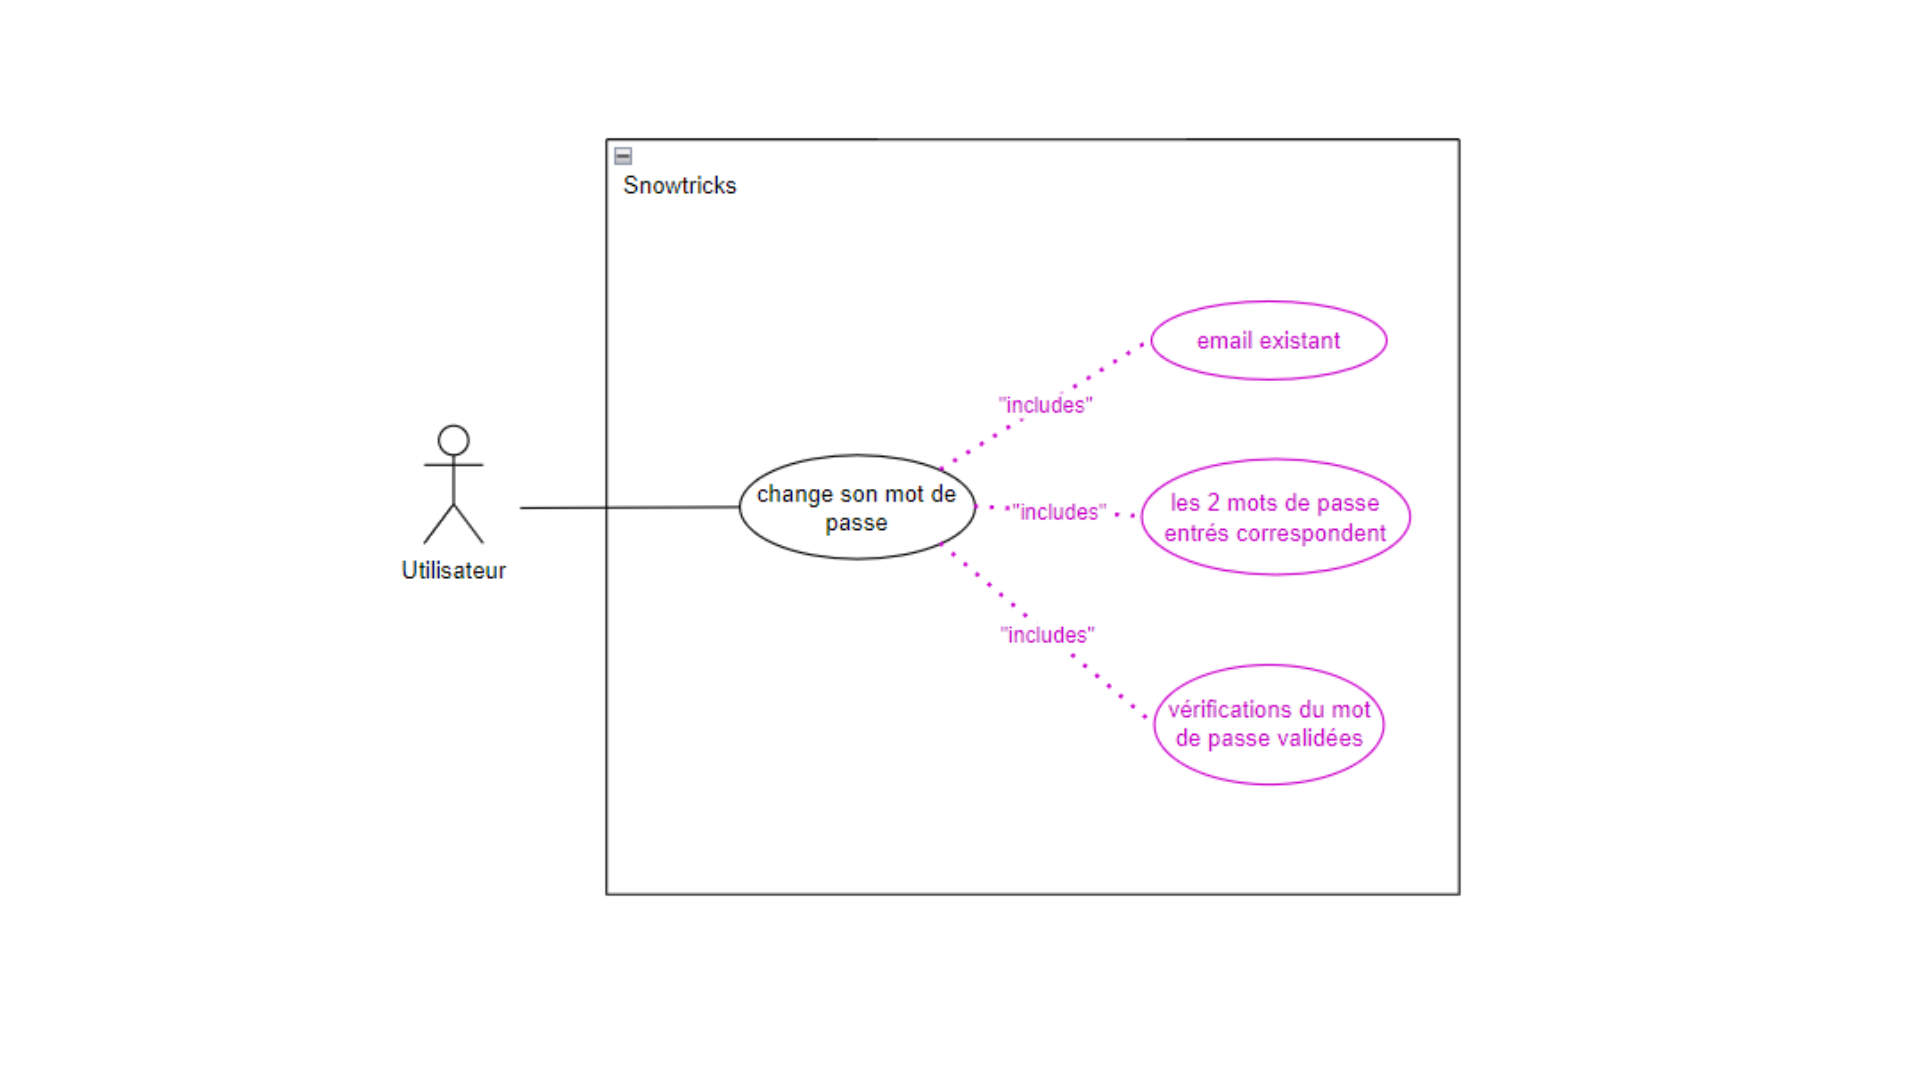 Snowtricks
email existant
"includes"
change son mot de
passe
"includes"
les 2 mots de passe
entrés correspondent
Utilisateur
"includes"
vérifications du mot
de passe validées